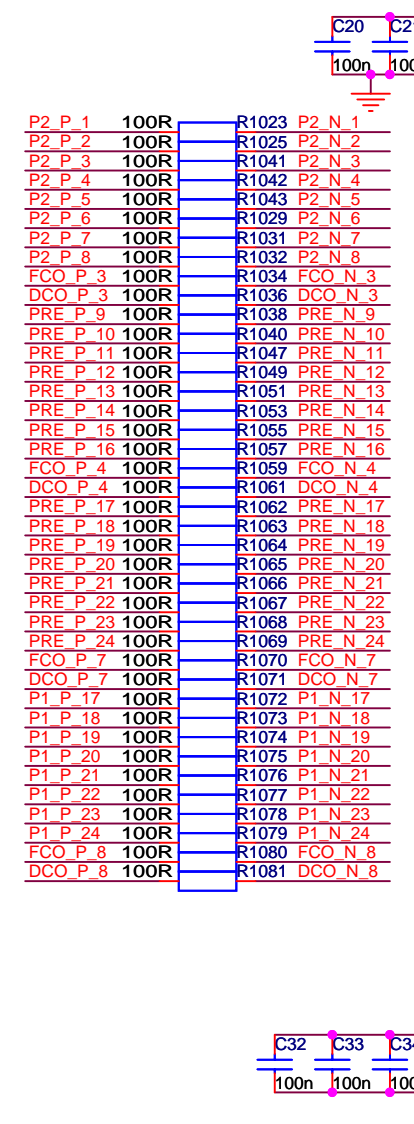 C20
100n
P2_P_1 100R R1023 P2_N_1
P2_P_2 100R R1025 P2_N_2
P2_P_3 100R R1041 P2_N_3
P2_P_4 100R R1042 P2_N_4
P2_P_5 100R R1043 P2_N_5
P2_P_6 100R R1029 P2_N_6
P2_P_7 100R R1031 P2_N_7
P2_P_8 100R R1032 P2_N_8
FCO_P_3 100R R1034 FCO_N_3
DCO_P_3 100R R1036 DCO_N_3
PRE_P_9 100R R1038 PRE_N_9
PRE_P_10 100R R1040 PRE_N_10
PRE_P_11 100R R1047 PRE_N_11
PRE_P_12 100R R1049 PRE_N_12
PRE_P_13 100R R1051 PRE_N_13
PRE_P_14 100R R1053 PRE_N_14
PRE_P_15 100R R1055 PRE_N_15
PRE_P_16 100R R1057 PRE_N_16
FCO_P_4 100R R1059 FCO_N_4
DCO_P_4 100R R1061 DCO_N_4
PRE_P_17 100R R1062 PRE_N_17
PRE_P_18 100R R1063 PRE_N_18
PRE_P_19 100R R1064 PRE_N_19
PRE_P_20 100R R1065 PRE_N_20
PRE_P_21 100R R1066 PRE_N_21
PRE_P_22 100R R1067 PRE_N_22
PRE_P_23 100R R1068 PRE_N_23
PRE_P_24 100R R1069 PRE_N_24
FCO_P_7 100R R1070 FCO_N_7
DCO_P_7 100R R1071 DCO_N_7
P1_P_17 100R R1072 P1_N_17
P1_P_18 100R R1073 P1_N_18
P1_P_19 100R R1074 P1_N_19
P1_P_20 100R R1075 P1_N_20
P1_P_21 100R R1076 P1_N_21
P1_P_22 100R R1077 P1_N_22
P1_P_23 100R R1078 P1_N_23
P1_P_24 100R R1079 P1_N_24
FCO_P_8 100R R1080 FCO_N_8
DCO_P_8 100R R1081 DCO_N_8
C32 C33
100n 100n